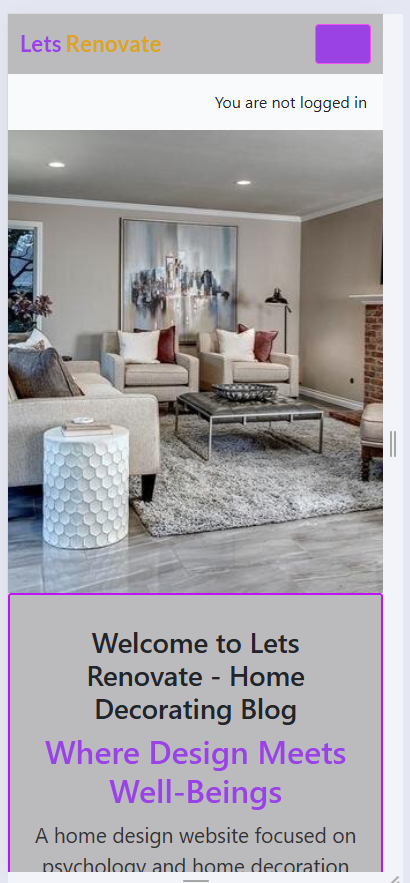 Lets Renovate
You are not logged in
Welcome to Lets
Renovate - Home
Decorating Blog
Where Design Meets
Well-Beings
A home design website focused on
psychology and home decoration